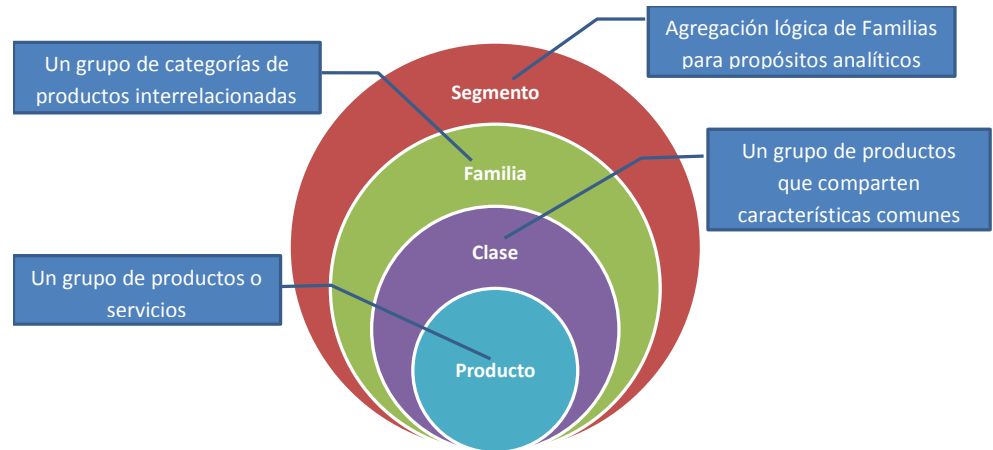 Agregación lógica de Familias
para propósitos analíticos
Un grupo de categorías de
productos interrelacionadas
Segmento
Un grupo de productos
que comparten
características comunes
Familia
Clase
Un grupo de productos o
servicios
Producto